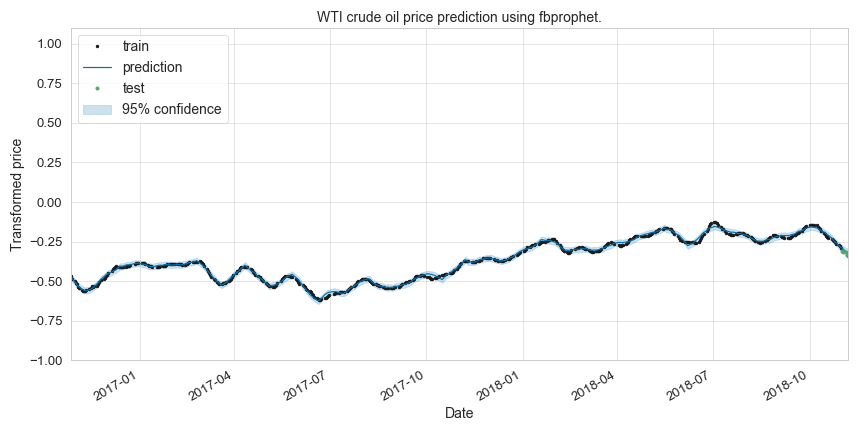 WTI crude oil price prediction using fbprophet.
train
prediction
test
95% confidence
Transformed price
1.00
0.75
0.50
0.25
0.00
−0.25
−0.50
−0.75
−1.00
2017-01
2017-04
2017-07
2017-10
2018-01
2018-04
2018-07
2018-10
Date